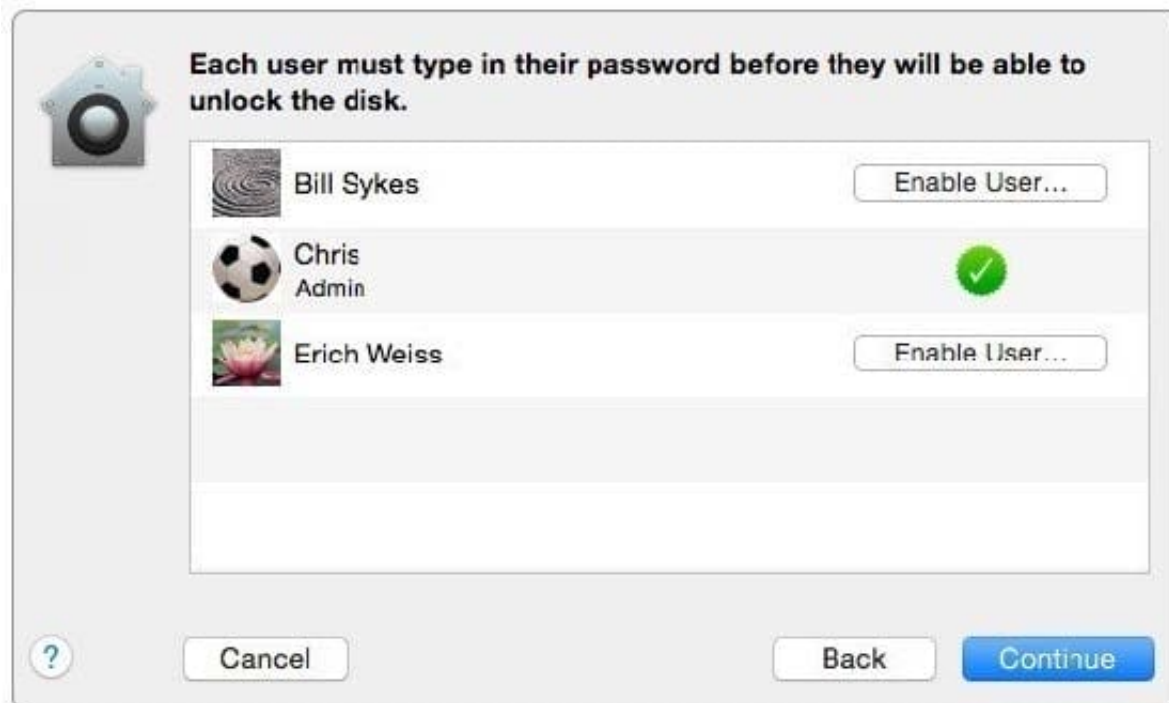 Each user must type in their password before they will be able to
unlock the disk.
Bill Sykes
Enable User...
Chris
Admin
Erich Weiss
Enable User...
?
Cancel
Back
Continue